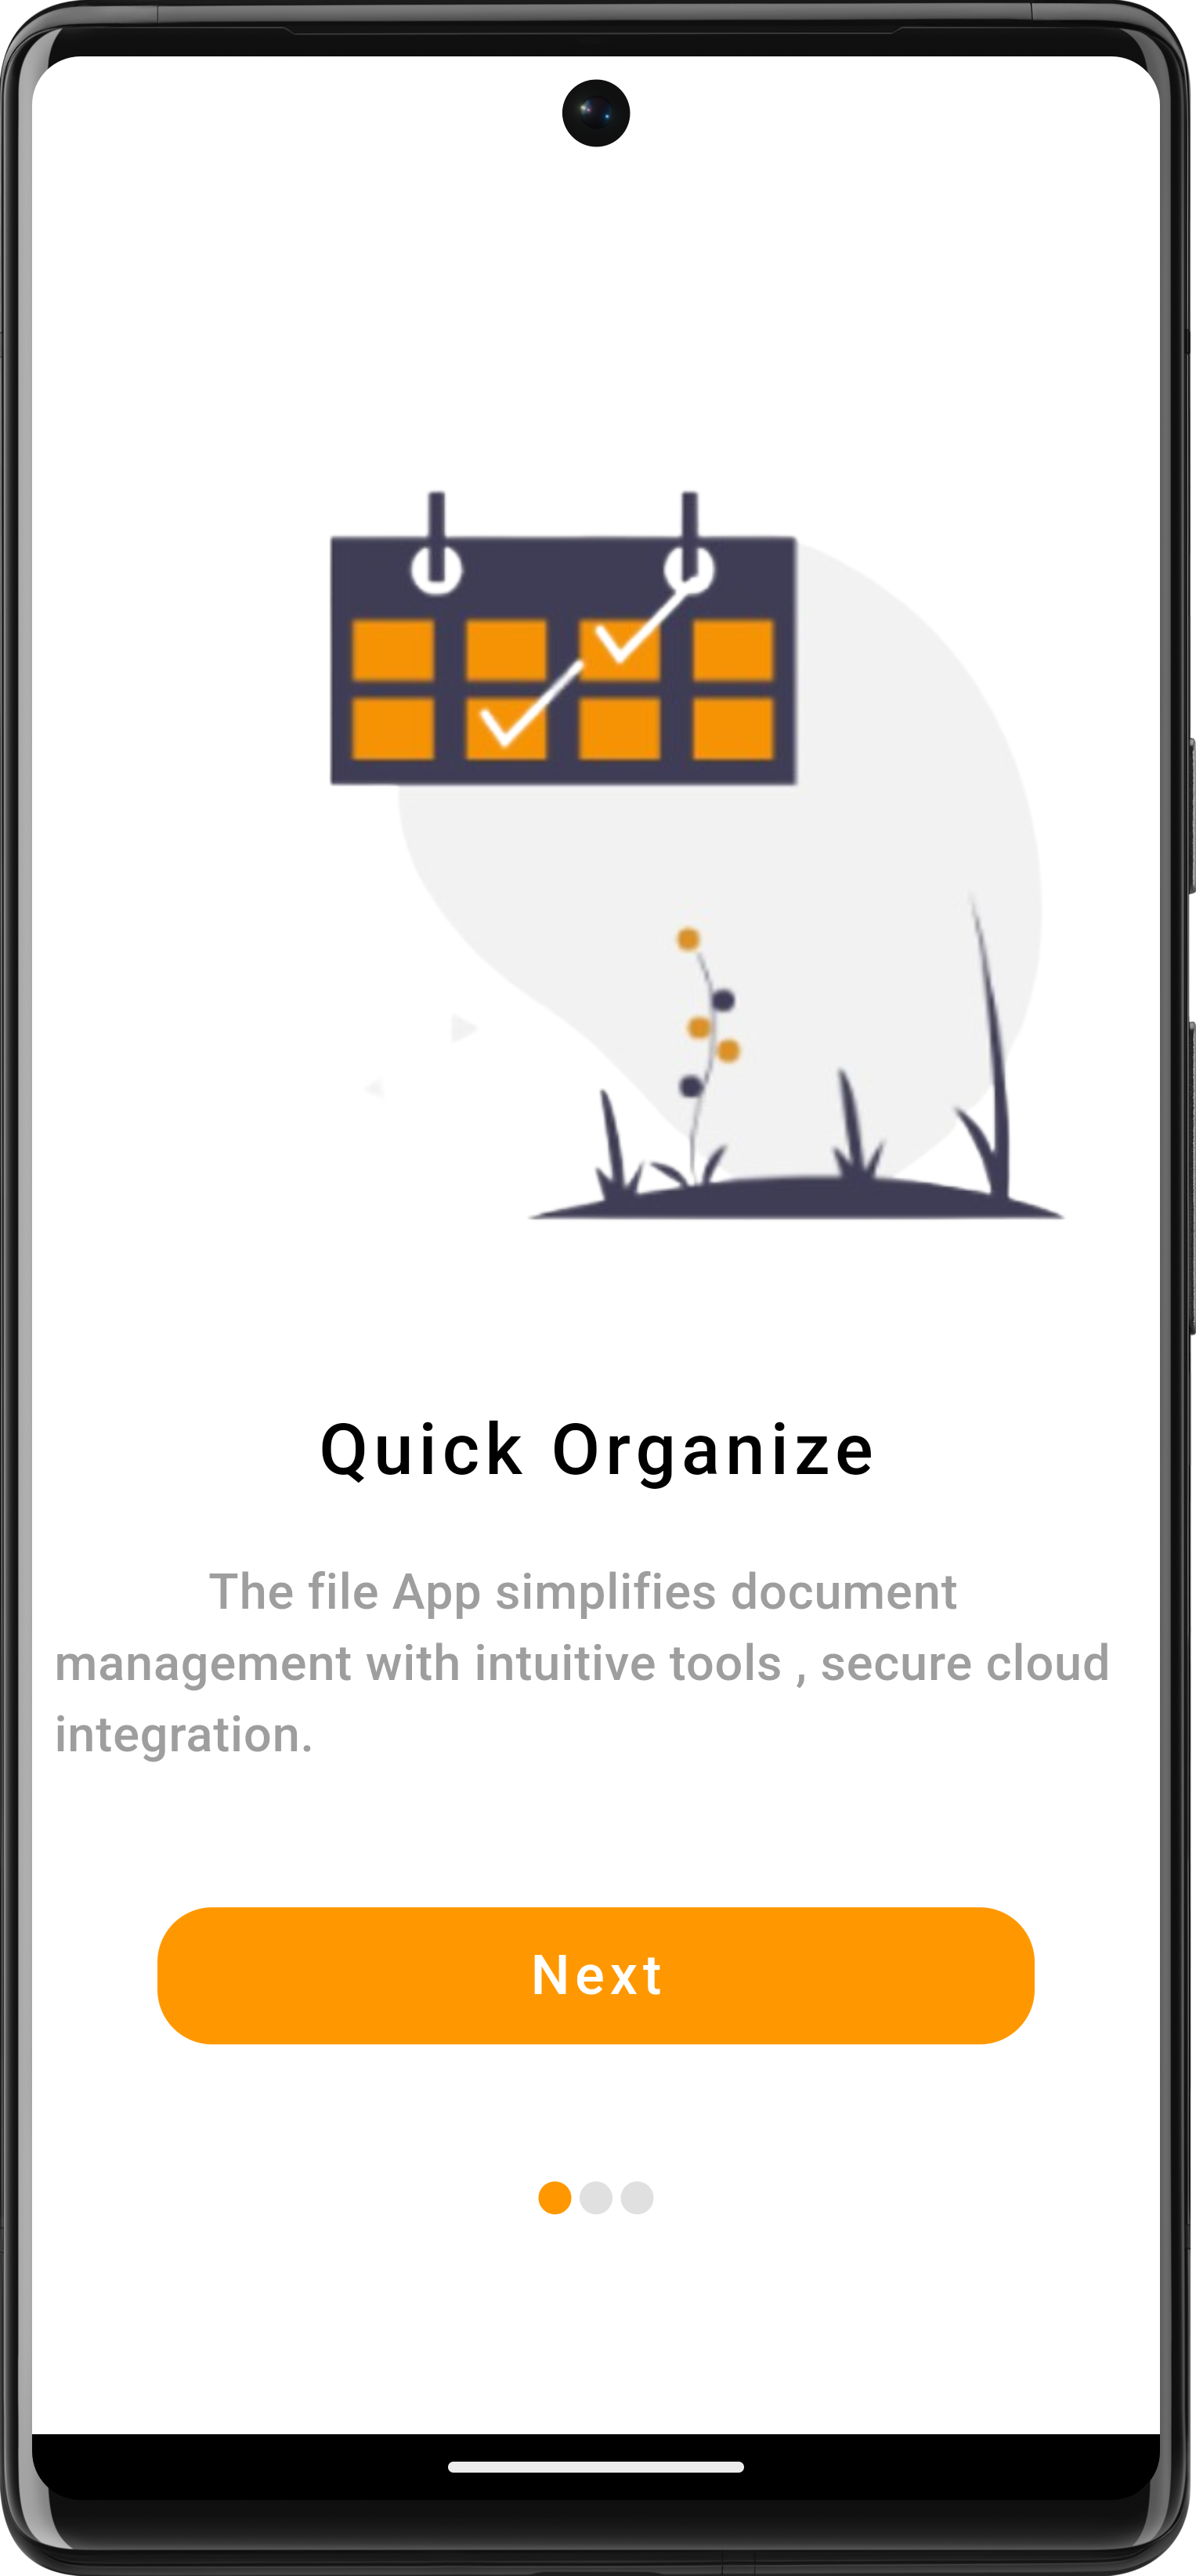 Quick Organize
The file App simplifies document
management with intuitive tools , secure cloud
integration.
Next